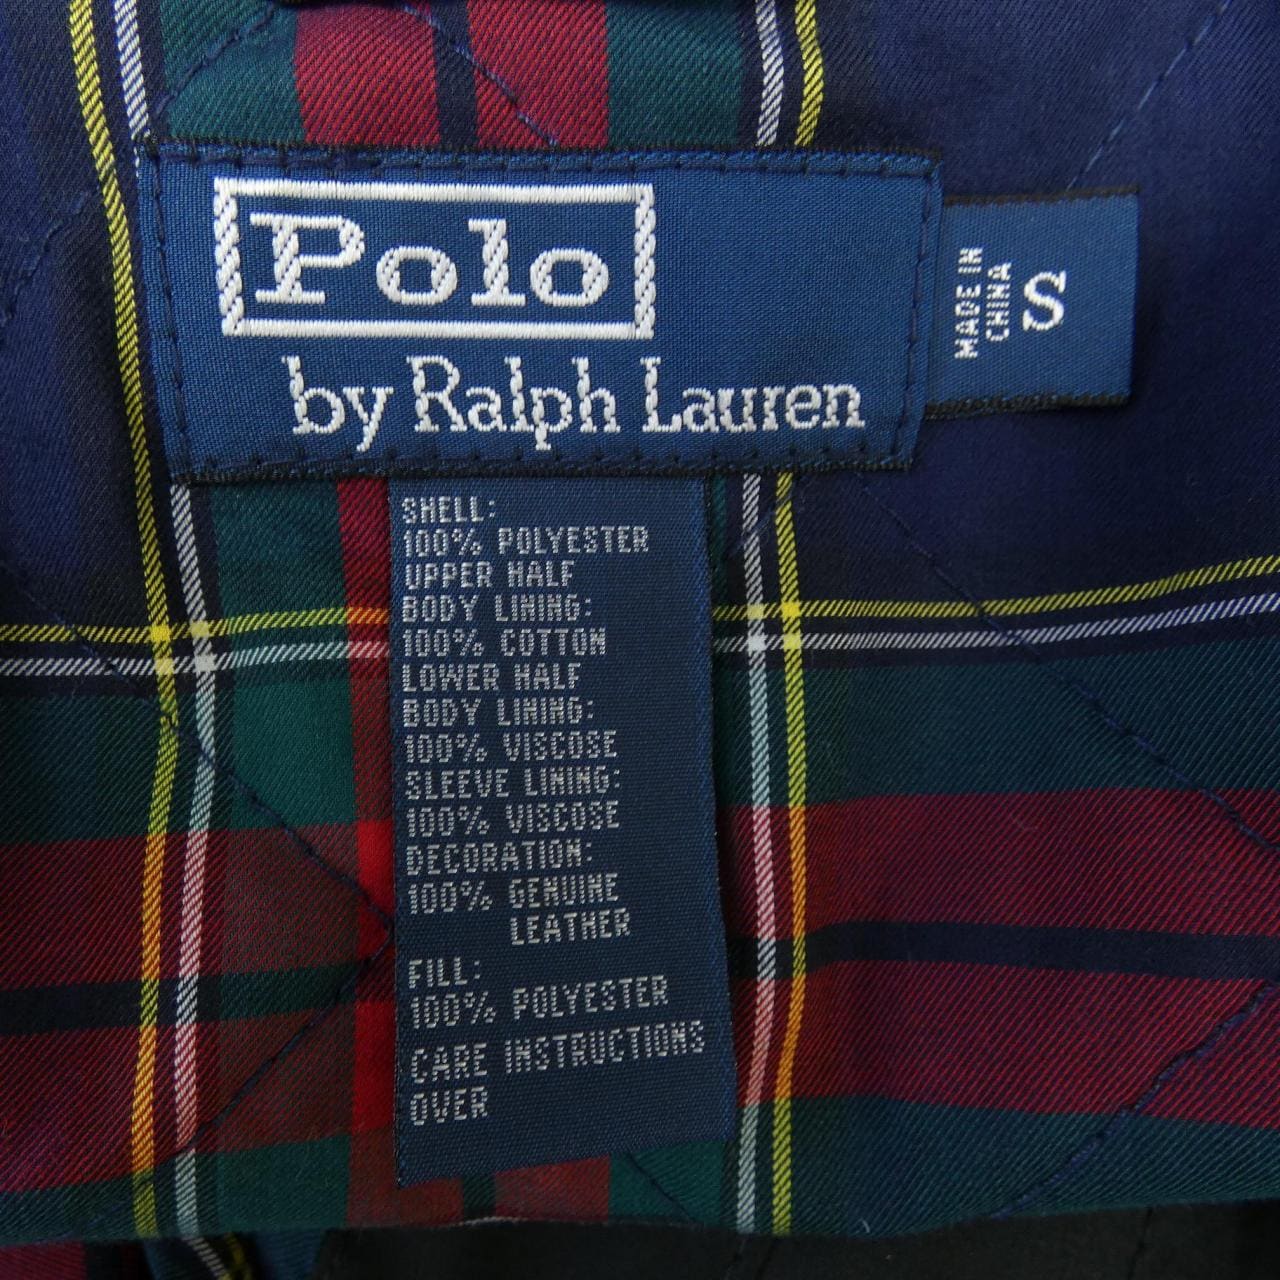 Polo
by Ralph Lauren
MADE IN
CHINA
S
SHELL:
100% POLYESTER
UPPER HALF
BODY LINING:
100% COTTON
LOWER HALF
BODY LINING:
100% VISCOSE
SLEEVE LINING:
100% VISCOSE
DECORATION:
100% GENUINE
LEATHER
FILL:
100% POLYESTER
CARE INSTRUCTIONS
OVER